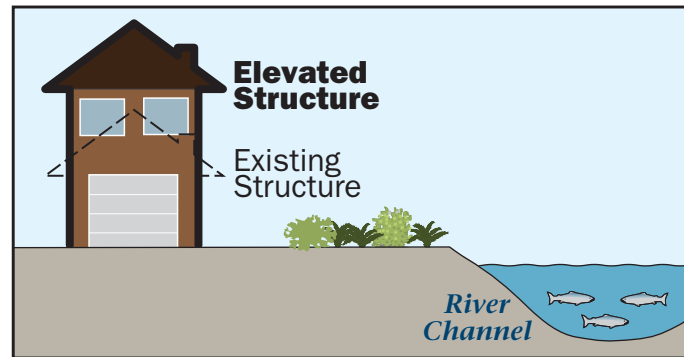 Elevated
Structure
Existing
Structure
River
Channel